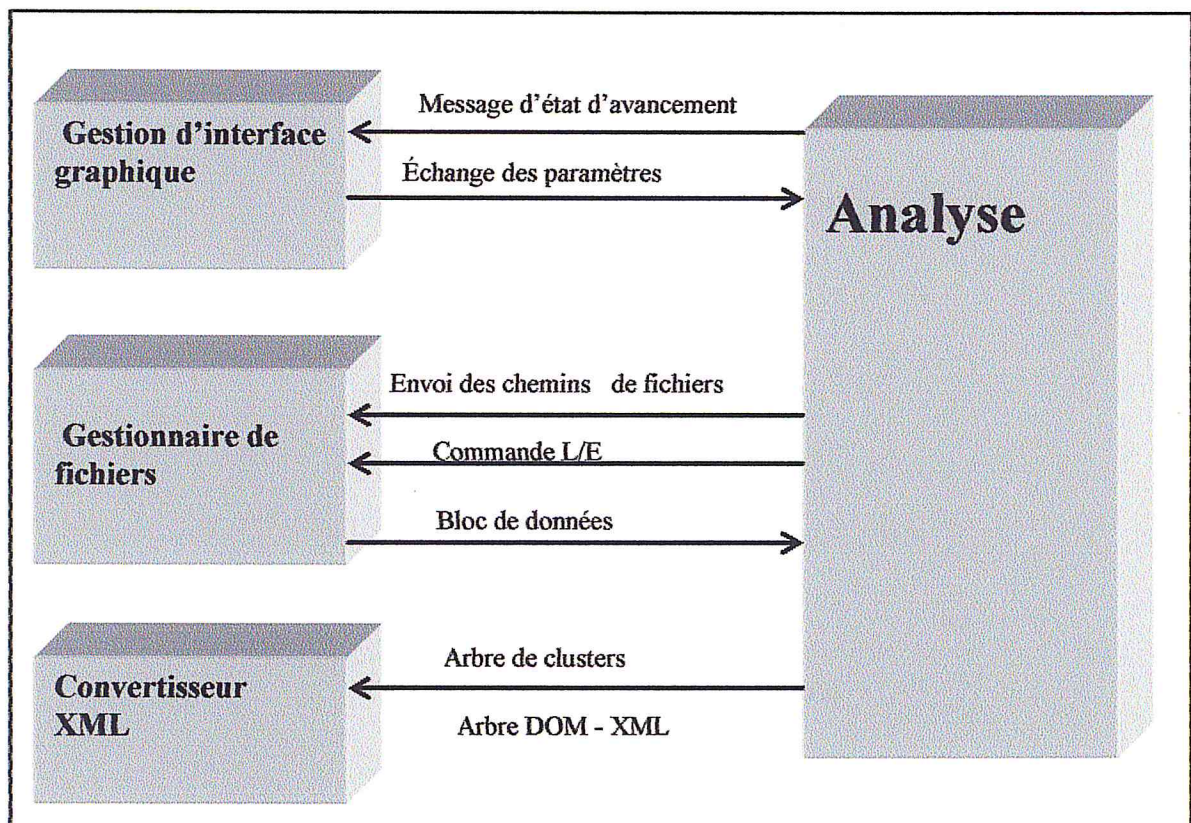 Message d'état d'avancement
Gestion d'interface
graphique
Échange des paramètres
Analyse
Envoi des chemins de fichiers
Gestionnaire de
fichiers
Commande L/E
Bloc de données
Arbre de clusters
Convertisseur
XML
Arbre DOM - XML